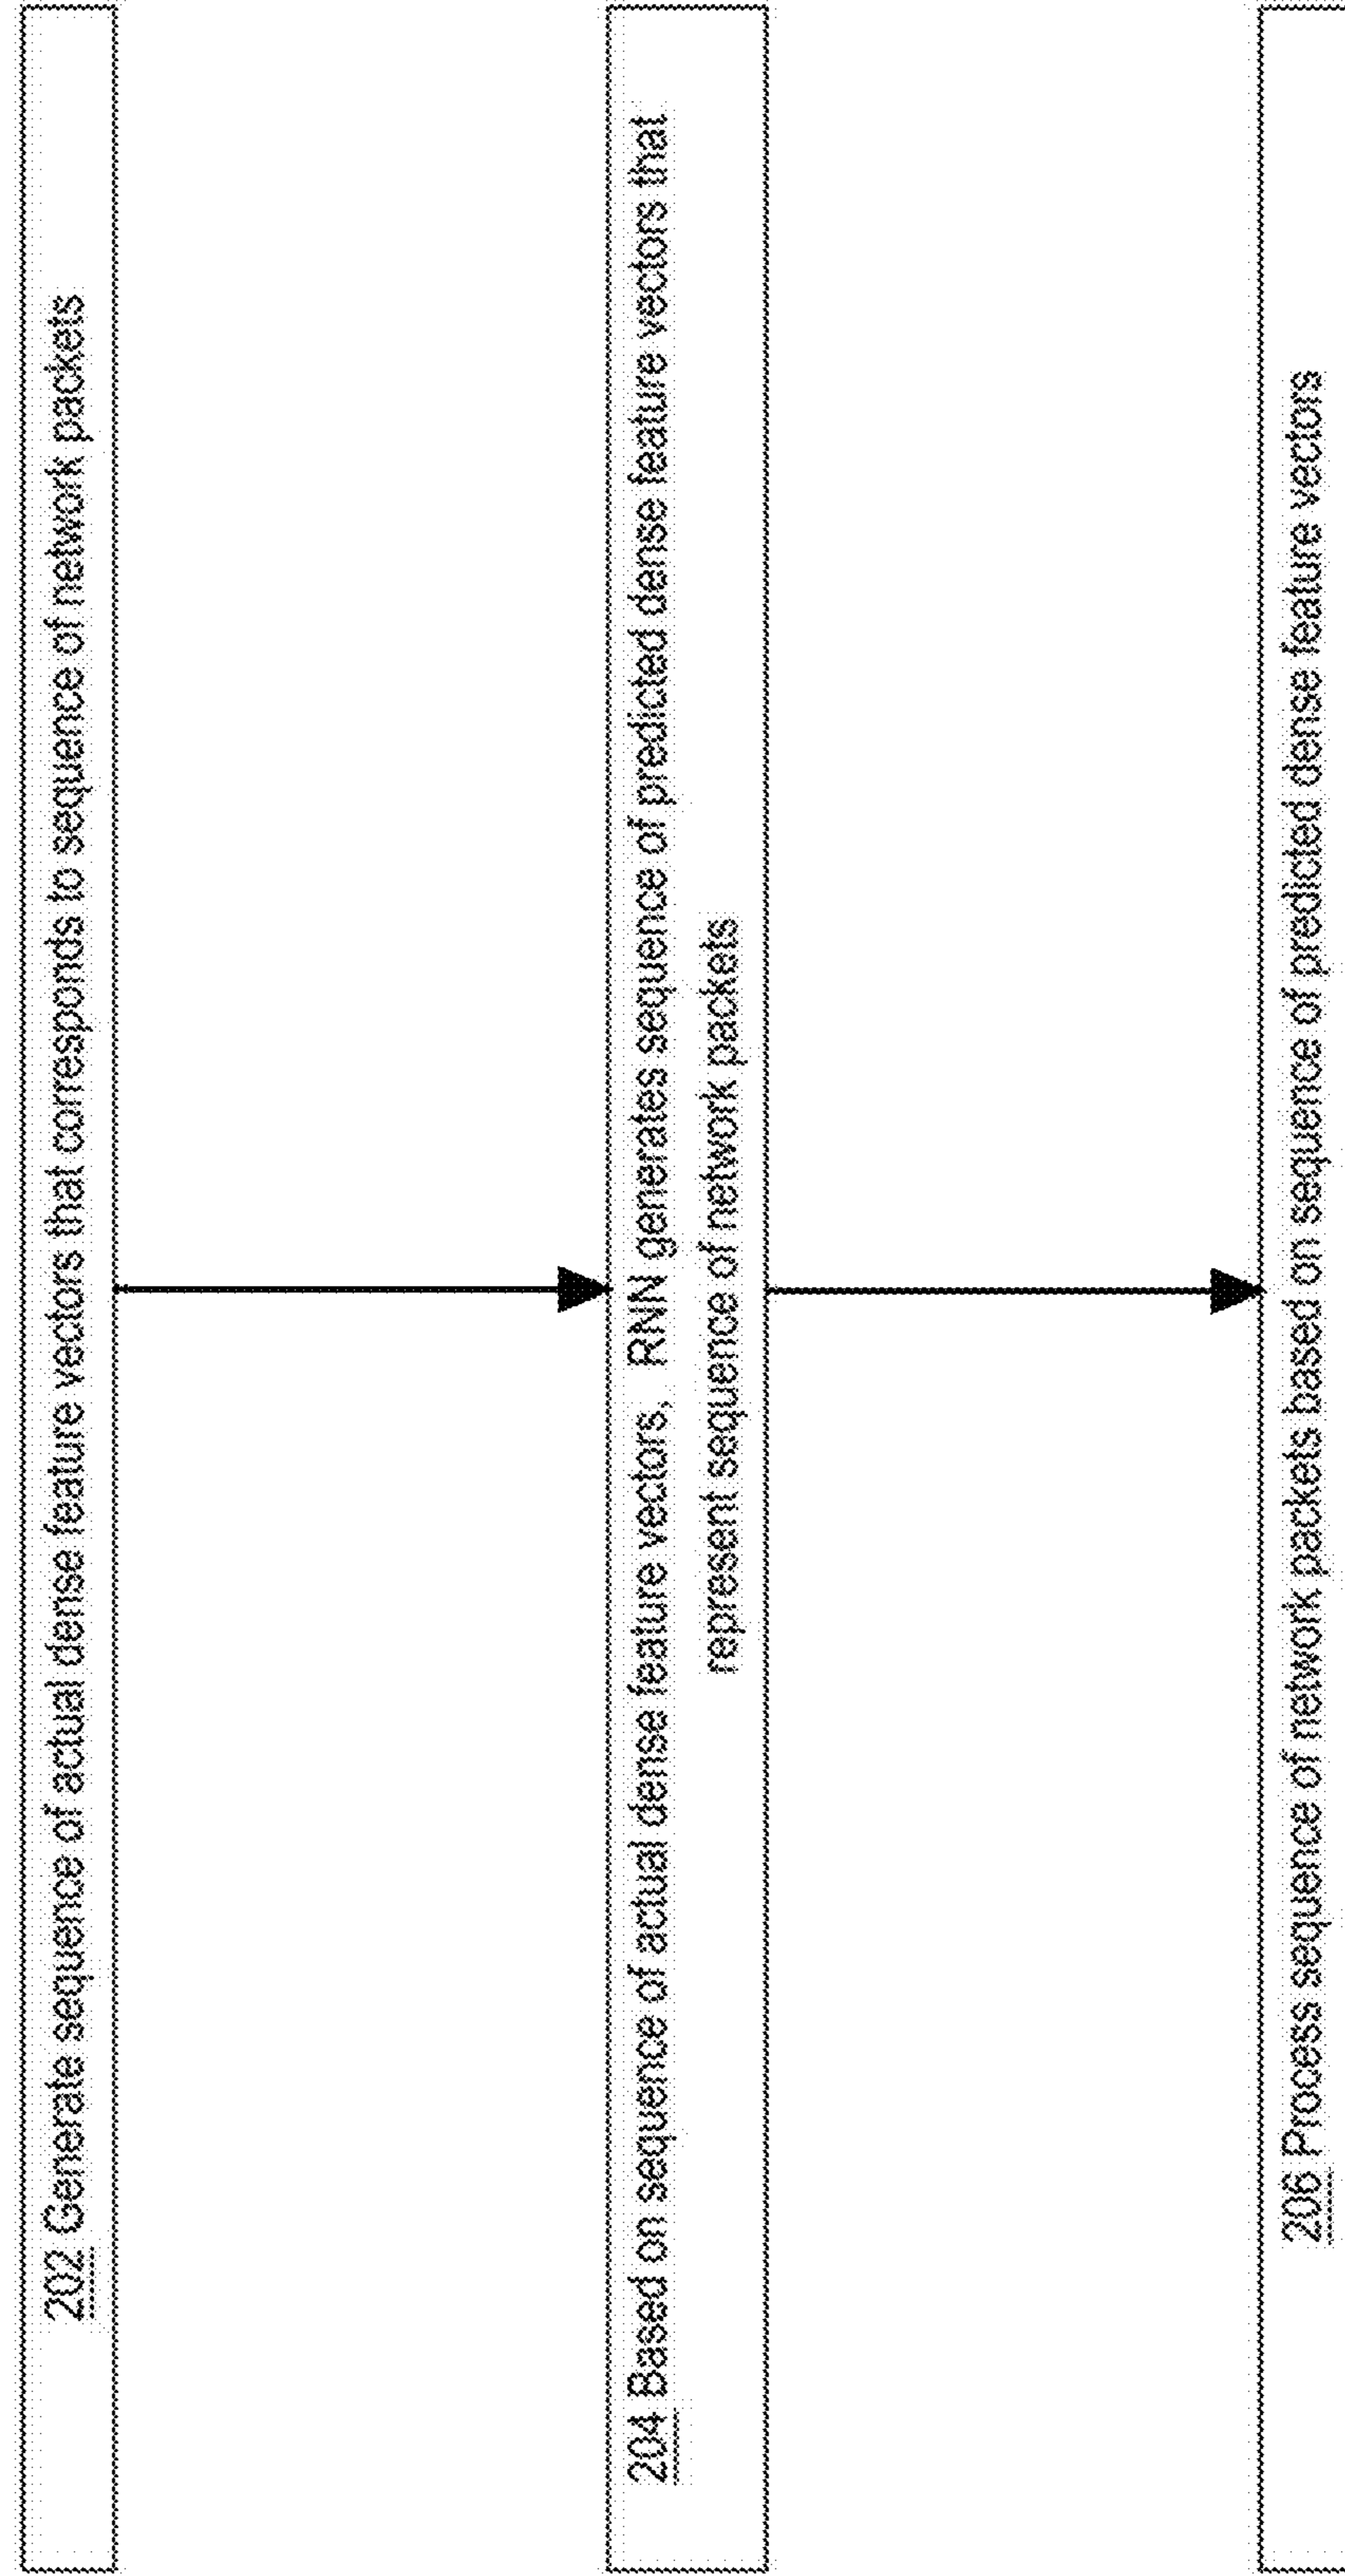 202 Generate sequence of actual dense feature vectors that corresponds to sequence of network packets
204 Based on sequence of actual dense feature vectors, RNN generates sequence of predicted dense feature vectors that
represent sequence of network packets
206 Process sequence of network packets based on sequence of predicted dense feature vectors